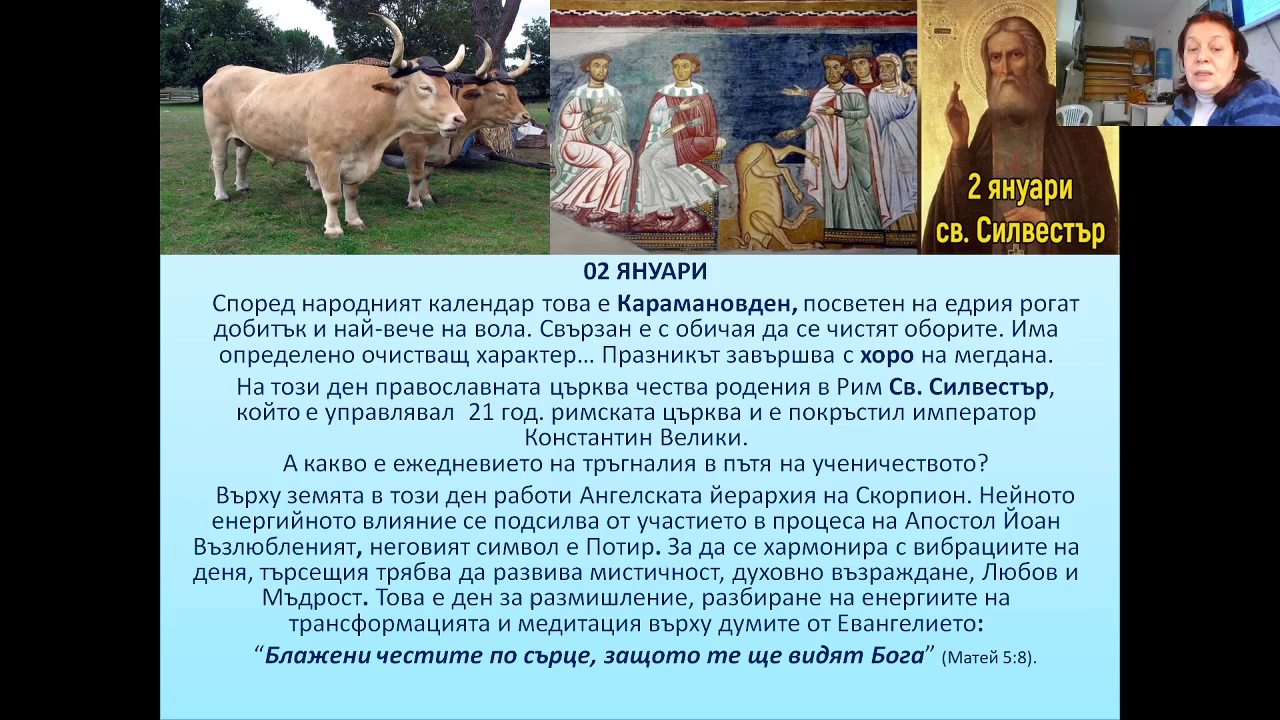 2 януари
св. Силвестър
02 ЯНУАРИ
Според народният календар това е Карамановден, посветен на едрия рогат
добитък и най-вече на вола. Свързан е с обичая да се чистят оборите. Има
определено очистващ характер... Празникът завършва с хоро на мегдана.
На този ден православната църква чества родения в Рим Св. Силвестър,
който е управлявал 21 год. римската църква и е покръстил император
Константин Велики.
А какво е ежедневието на тръгналия в пътя на ученичеството?
Върху земята в този ден работи Ангелската йерархия на Скорпион. Нейното
енергийното влияние се подсилва от участието в процеса на Апостол Йоан
Възлюбеният, неговият символ е Потир. За да се хармонира с вибрациите на
деня, търсещия трябва да развива мистичност, духовно възраждане, Любов и
Мъдрост. Това е ден за размишление, разбиране на енергиите на
трансформацията и медитация върху думите от Евангелието:
“Блажени честите по сърце, защото те ще видят Бога” (Матей 5:8).